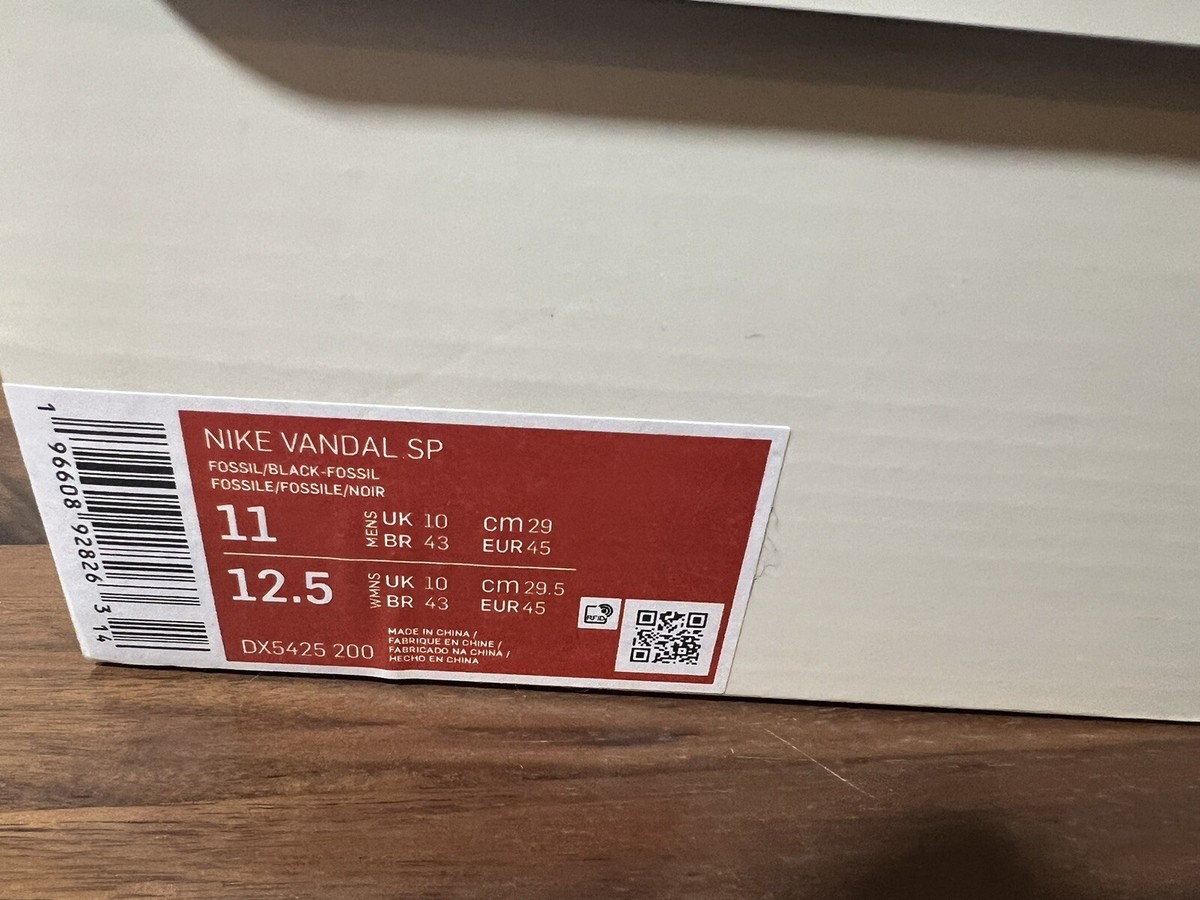 1 96608 92826 3 14
NIKE VANDAL SP
FOSSIL/BLACK-FOSSIL
FOSSILE/FOSSILE/NOIR
11 MENS UK 10 cm 29
BR 43 EUR 45
12.5 WMNS UK 10 cm 29.5
BR 43 EUR 45
RFID
DX5425 200
MADE IN CHINA /
FABRIQUE EN CHINE /
FABRICADO NA CHINA /
HECHO EN CHINA